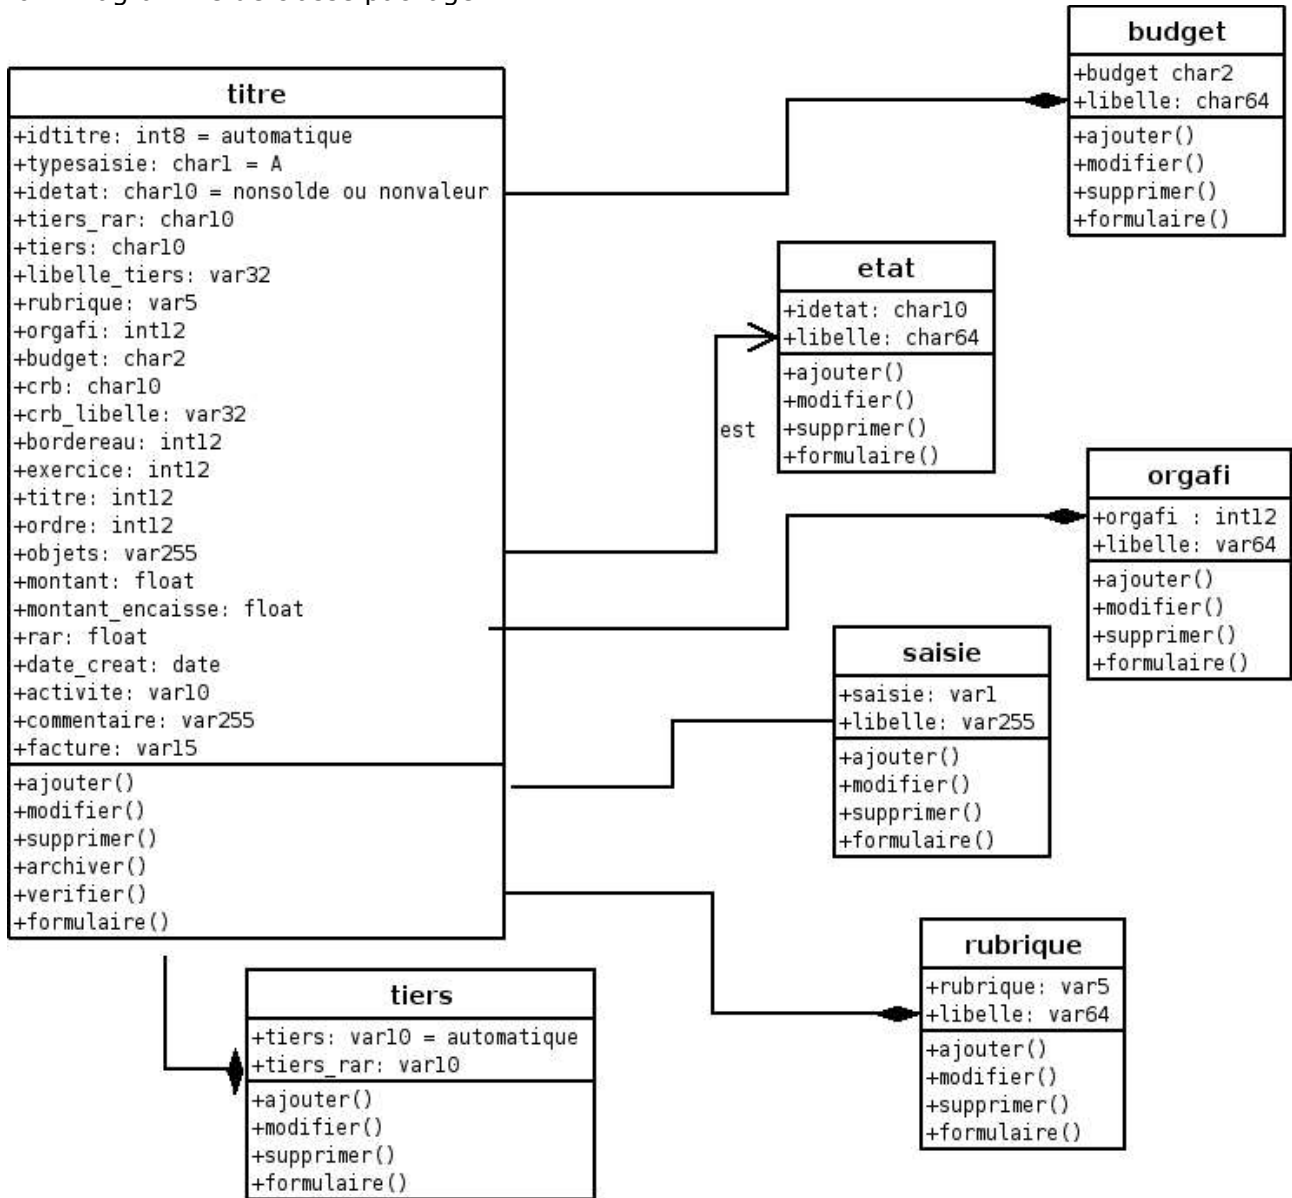 budget
+budget char2
+libelle: char64
+ajouter()
+modifier()
+supprimer()
+formulaire()
titre
+idtitre: int8 = automatique
+typesaisie: char1 = A
+idetat: char10 = nonsolde ou nonvaleur
+tiers_rar: char10
+tiers: char10
+libelle_tiers: var32
+rubrique: var5
+orgafi: int12
+budget: char2
+crb: char10
+crb_libelle: var32
+bordereau: int12
+exercice: int12
+titre: int12
+ordre: int12
+objets: var255
+montant: float
+montant_encaisse: float
+rar: float
+date_creat: date
+activite: var10
+commentaire: var255
+facture: var15
+ajouter()
+modifier()
+supprimer()
+archiver()
+verifier()
+formulaire()
etat
+idetat: char10
+libelle: char64
+ajouter()
+modifier()
+supprimer()
+formulaire()
est
orgafi
+orgafi : int12
+libelle: var64
+ajouter()
+modifier()
+supprimer()
+formulaire()
saisie
+saisie: var1
+libelle: var255
+ajouter()
+modifier()
+supprimer()
+formulaire()
rubrique
+rubrique: var5
+libelle: var64
+ajouter()
+modifier()
+supprimer()
+formulaire()
tiers
+tiers: var10 = automatique
+tiers_rar: var10
+ajouter()
+modifier()
+supprimer()
+formulaire()